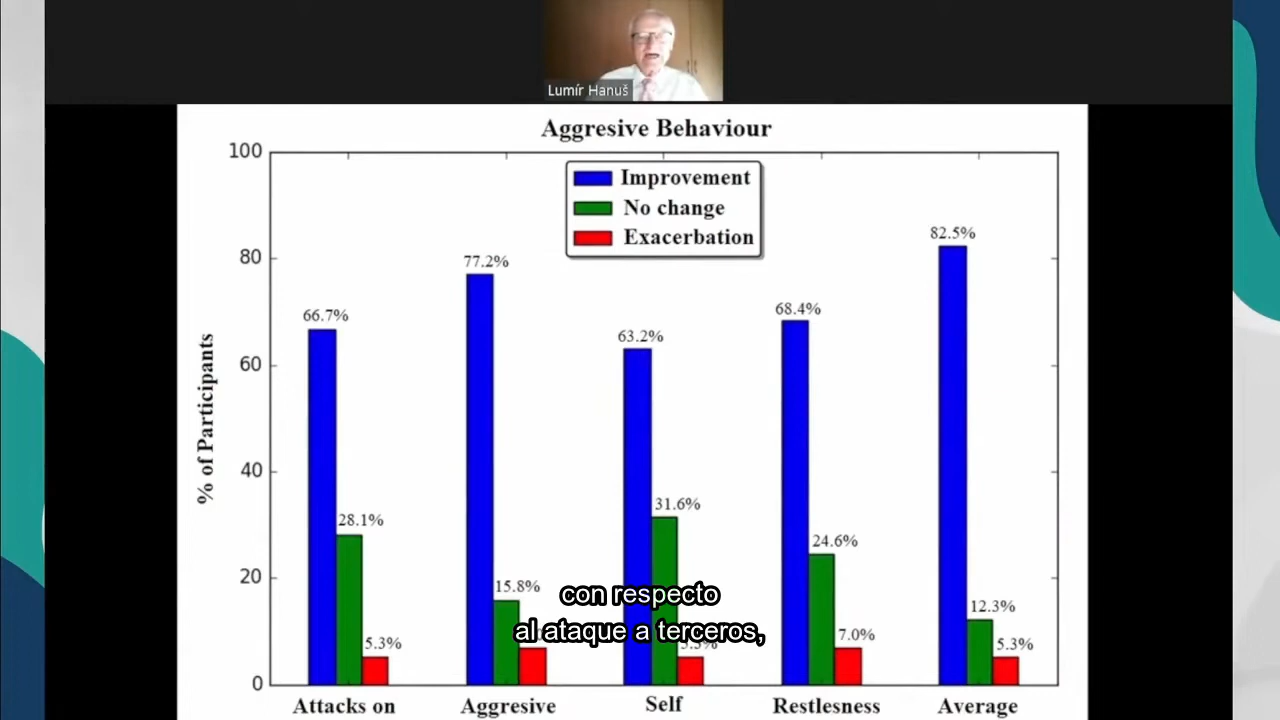 Lumír Hanuš
Aggresive Behaviour
Improvement
No change
Exacerbation
% of Participants
100
80
60
40
20
0
66.7%
28.1%
5.3%
77.2%
15.8%
63.2%
31.6%
68.4%
24.6%
7.0%
82.5%
12.3%
5.3%
con respecto
al ataque a terceros,
Attacks on
Aggresive
Self
Restlesness
Average